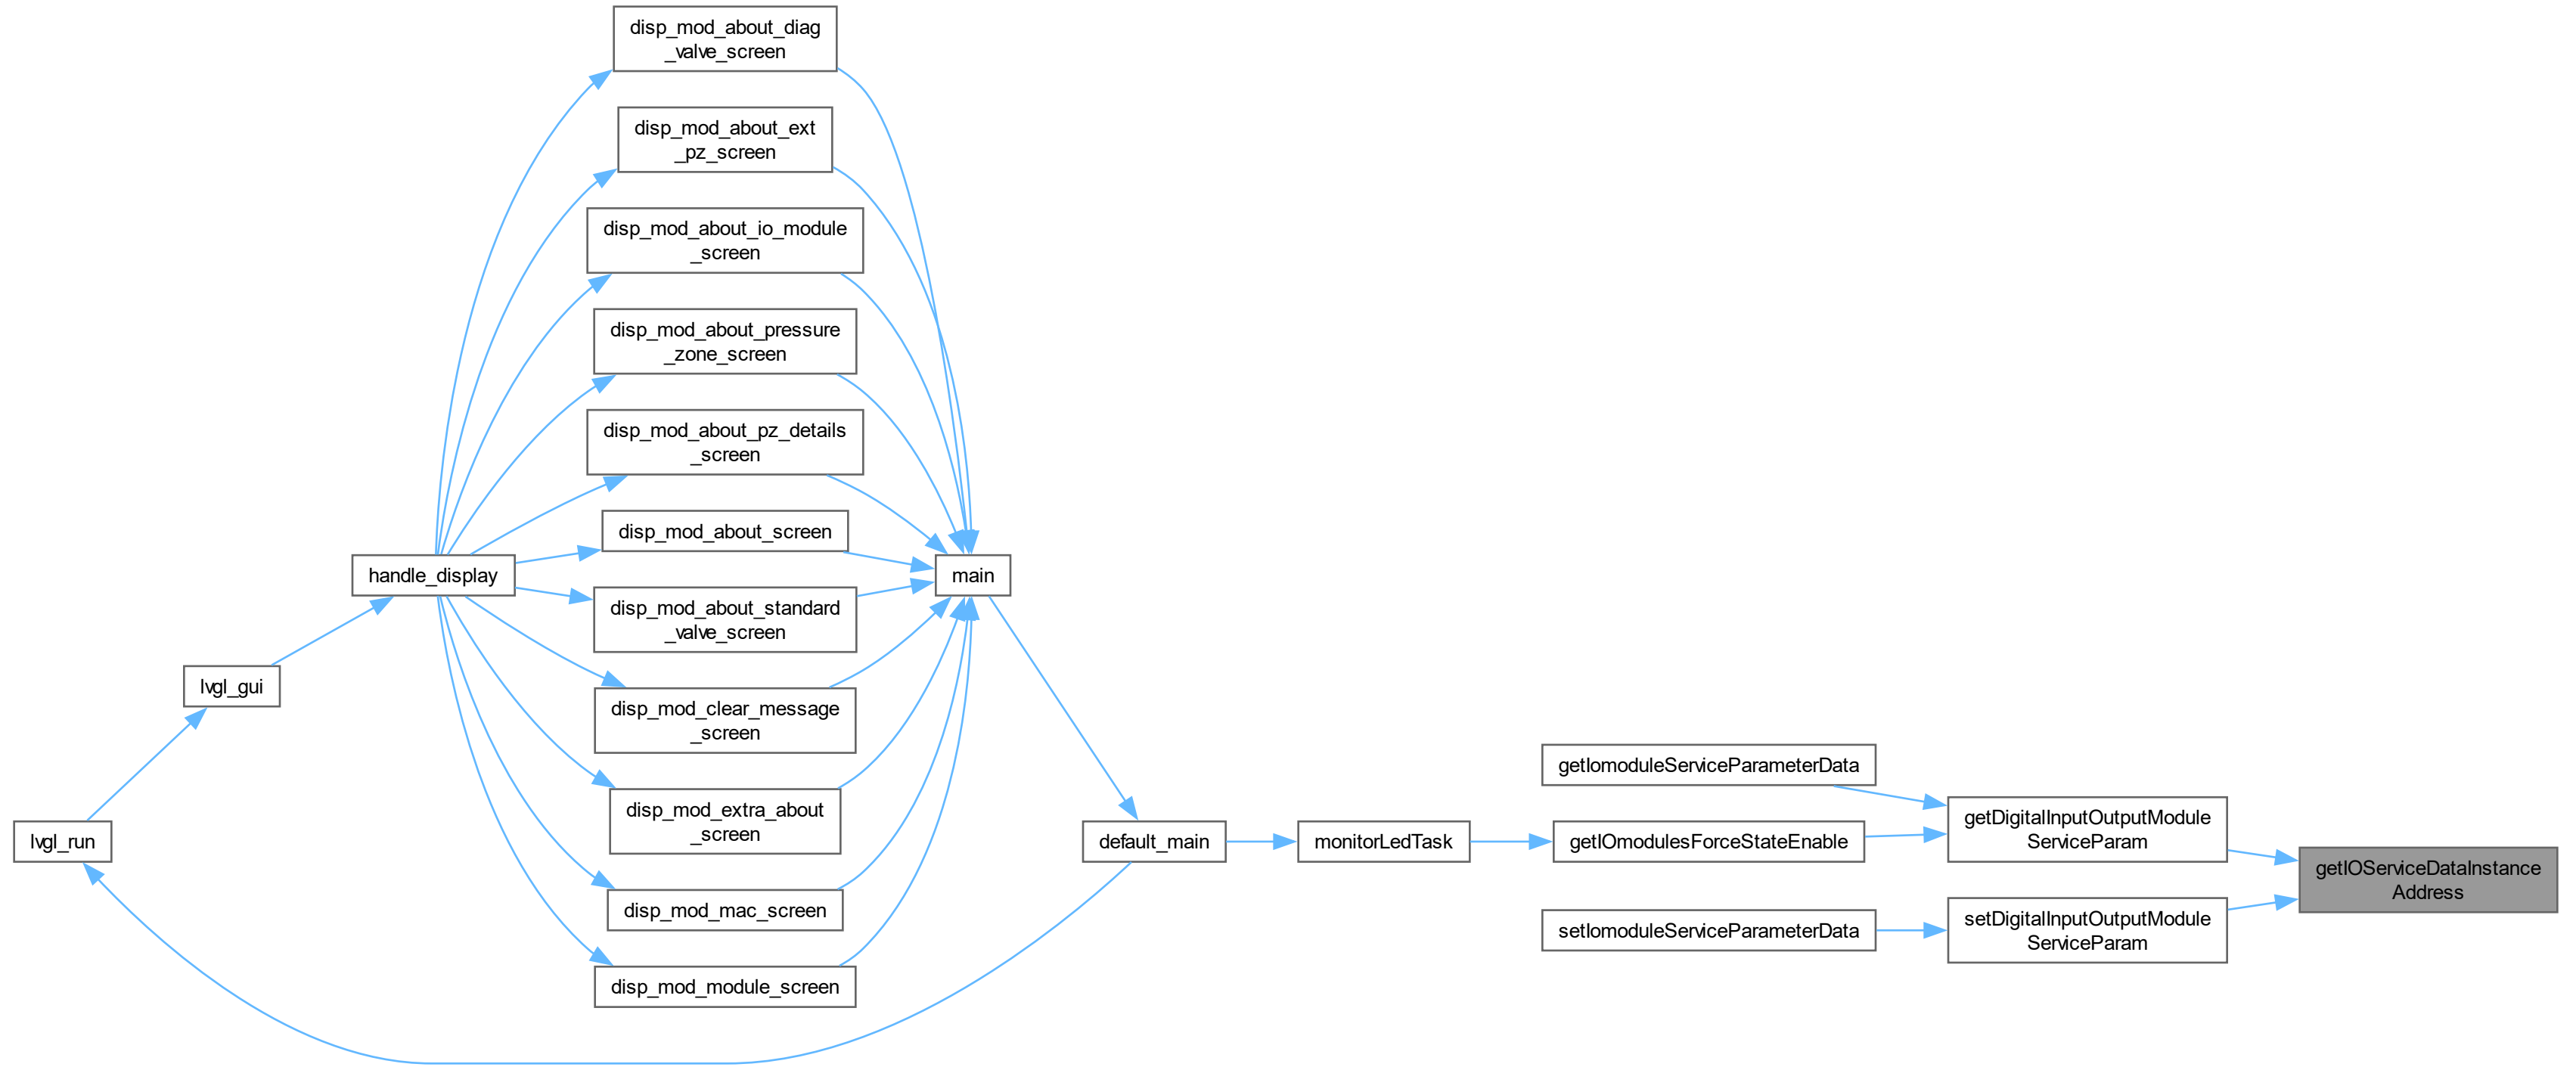 disp_mod_about_diag
_valve_screen
disp_mod_about_ext
_pz_screen
disp_mod_about_io_module
_screen
disp_mod_about_pressure
_zone_screen
disp_mod_about_pz_details
_screen
disp_mod_about_screen
handle_display
main
disp_mod_about_standard
_valve_screen
lvgl_gui
disp_mod_clear_message
_screen
disp_mod_extra_about
_screen
lvgl_run
default_main
monitorLedTask
getIomoduleServiceParameterData
getIOmodulesForceStateEnable
getDigitalInputOutputModule
ServiceParam
getIOServiceDataInstance
Address
disp_mod_mac_screen
setIomoduleServiceParameterData
setDigitalInputOutputModule
ServiceParam
disp_mod_module_screen